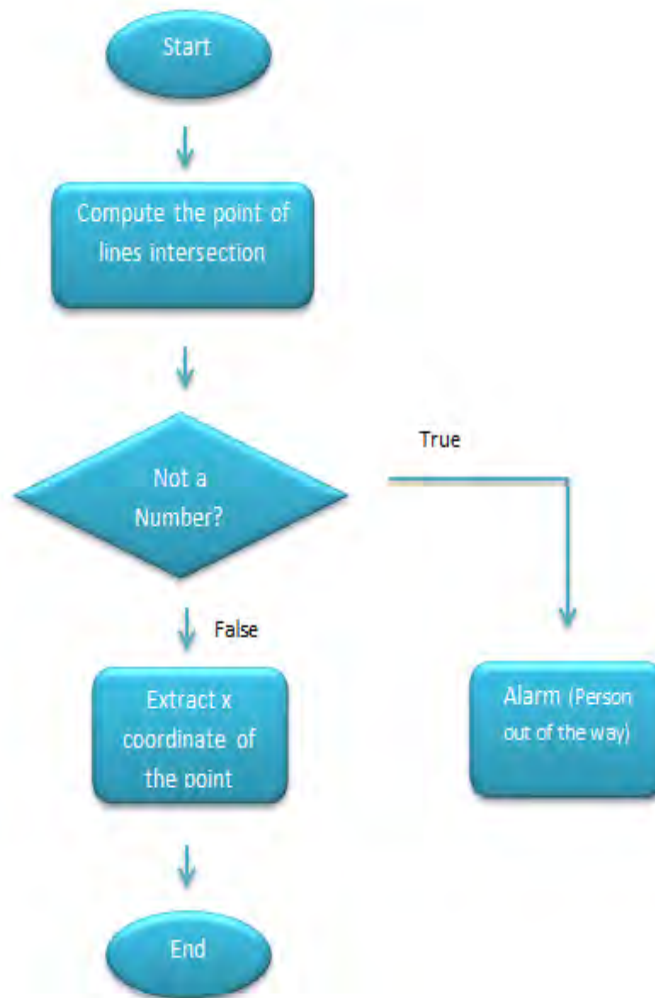 Start
Compute the point of
lines intersection
True
Not a
Number?
False
Extract x
coordinate of
the point
Alarm (Person
out of the way)
End